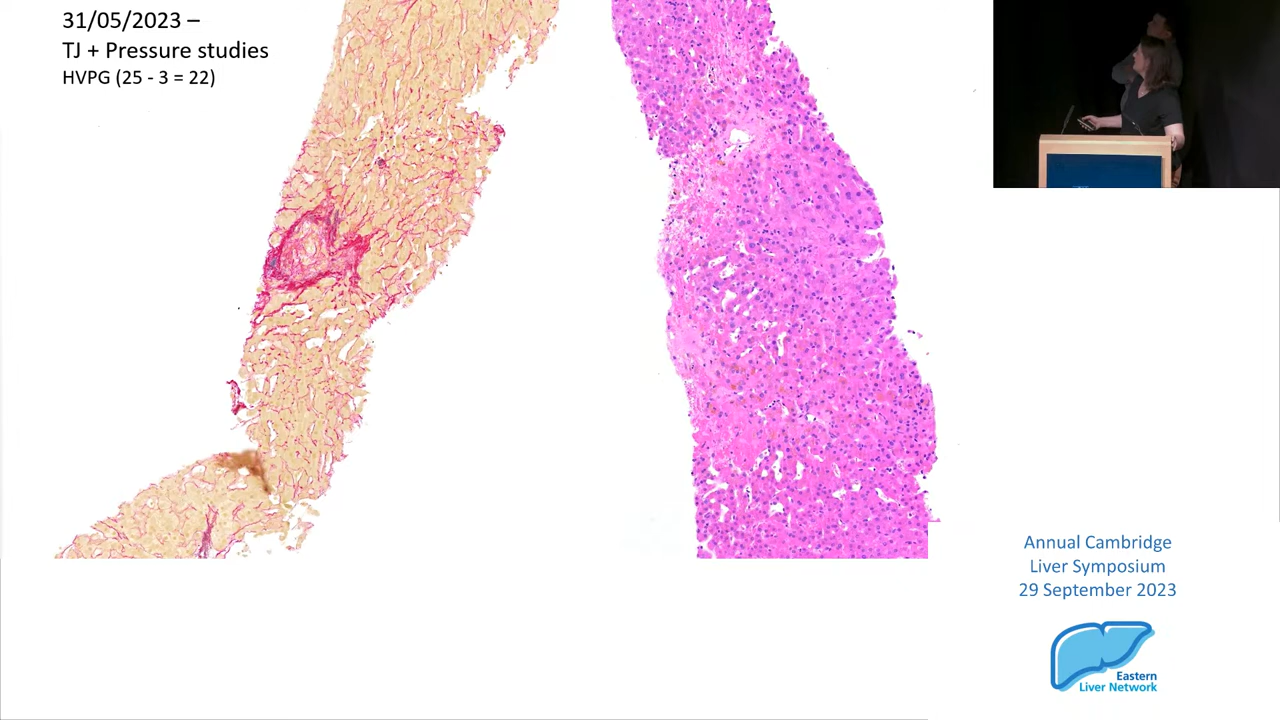 31/05/2023 –
TJ + Pressure studies
HVPG (25 - 3 = 22)
Annual Cambridge
Liver Symposium
29 September 2023
Eastern
Liver Network